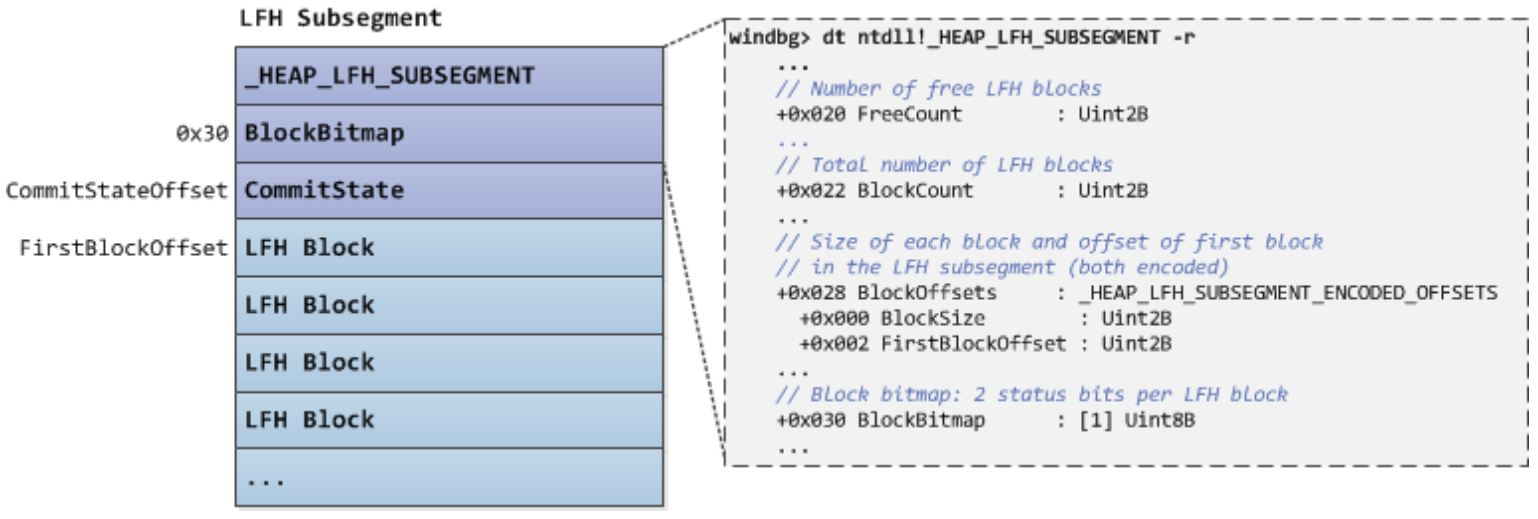 LFH Subsegment
_HEAP_LFH_SUBSEGMENT
0x30 BlockBitmap
CommitStateOffset CommitState
FirstBlockOffset LFH Block
LFH Block
LFH Block
LFH Block
...
windbg> dt ntdll!_HEAP_LFH_SUBSEGMENT -r
...
// Number of free LFH blocks
+0x020 FreeCount : Uint2B
...
// Total number of LFH blocks
+0x022 BlockCount : Uint2B
...
// Size of each block and offset of first block
// in the LFH subsegment (both encoded)
+0x028 BlockOffsets : _HEAP_LFH_SUBSEGMENT_ENCODED_OFFSETS
+0x000 BlockSize : Uint2B
+0x002 FirstBlockOffset : Uint2B
...
// Block bitmap: 2 status bits per LFH block
+0x030 BlockBitmap : [1] Uint8B
...